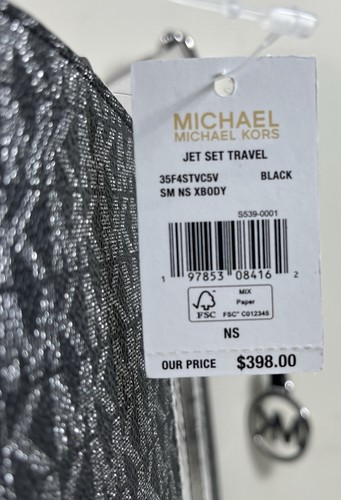 MICHAEL
MICHAEL KORS
JET SET TRAVEL
35F4STVC5V BLACK
SM NS XBODY
S539-0001
1 97853 08416 2
FSC
MIX
Paper
FSC® C012345
NS
OUR PRICE $398.00
MK